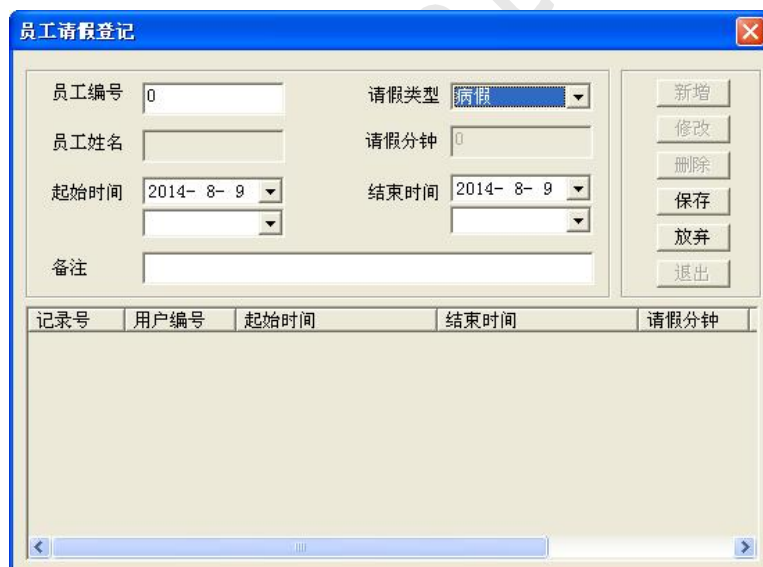 员工请假登记
员工编号 0 请假类型 病假 新增
员工姓名 请假分钟 0 修改
删除
起始时间 2014- 8- 9 结束时间 2014- 8- 9 保存
放弃
备注 退出
记录号 用户编号 起始时间 结束时间 请假分钟